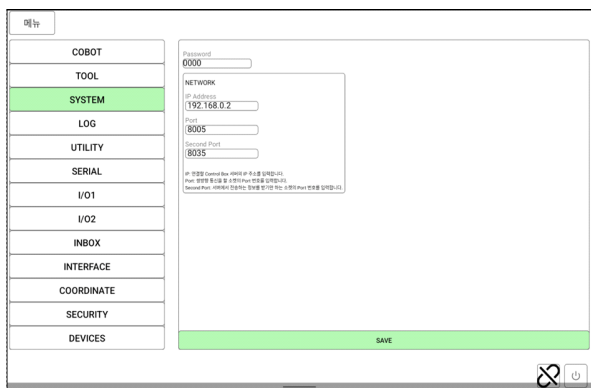 메뉴
COBOT
TOOL
SYSTEM
LOG
UTILITY
SERIAL
I/O1
I/O2
INBOX
INTERFACE
COORDINATE
SECURITY
DEVICES
Password
0000
NETWORK
IP Address
192.168.0.2
Port
8005
Second Port
8035
IP: 연결할 Control Box 서버의 IP 주소를 입력합니다.
Port: 양방향 통신을 할 소켓의 Port 번호를 입력합니다.
Second Port: 서버에서 전송하는 정보를 받기만 하는 소켓의 Port 번호를 입력합니다.
SAVE